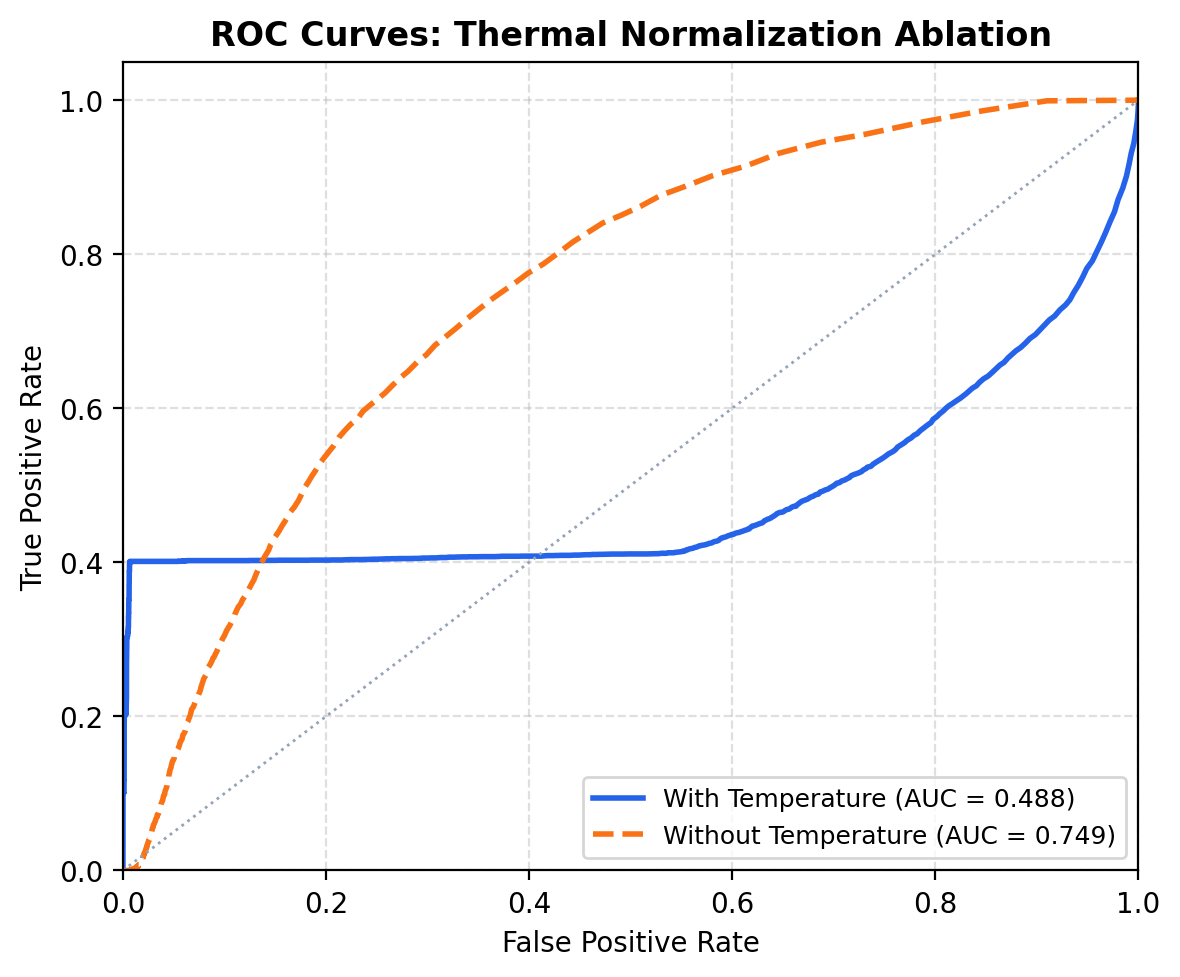 ROC Curves: Thermal Normalization Ablation
True Positive Rate
1.0
0.8
0.6
0.4
0.2
0.0
0.0 0.2 0.4 0.6 0.8 1.0
False Positive Rate
With Temperature (AUC = 0.488)
Without Temperature (AUC = 0.749)